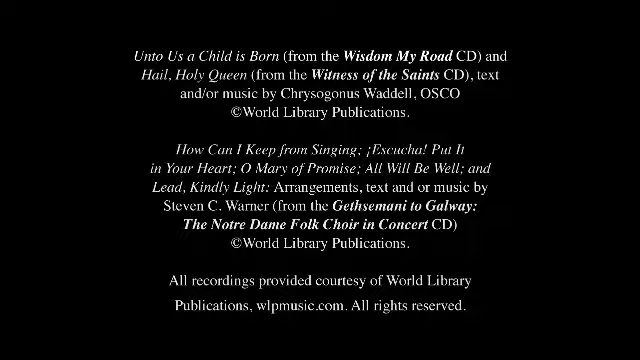 Unto Us a Child is Born (from the Wisdom My Road CD) and
Hail, Holy Queen (from the Witness of the Saints CD), text
and/or music by Chrysogonus Waddell, OSCO
©World Library Publications.
How Can I Keep from Singing; ¡Escucha! Put It
in Your Heart; O Mary of Promise; All Will Be Well; and
Lead, Kindly Light: Arrangements, text and or music by
Steven C. Warner (from the Gethsemani to Galway:
The Notre Dame Folk Choir in Concert CD)
©World Library Publications.
All recordings provided courtesy of World Library
Publications, wlpmusic.com. All rights reserved.